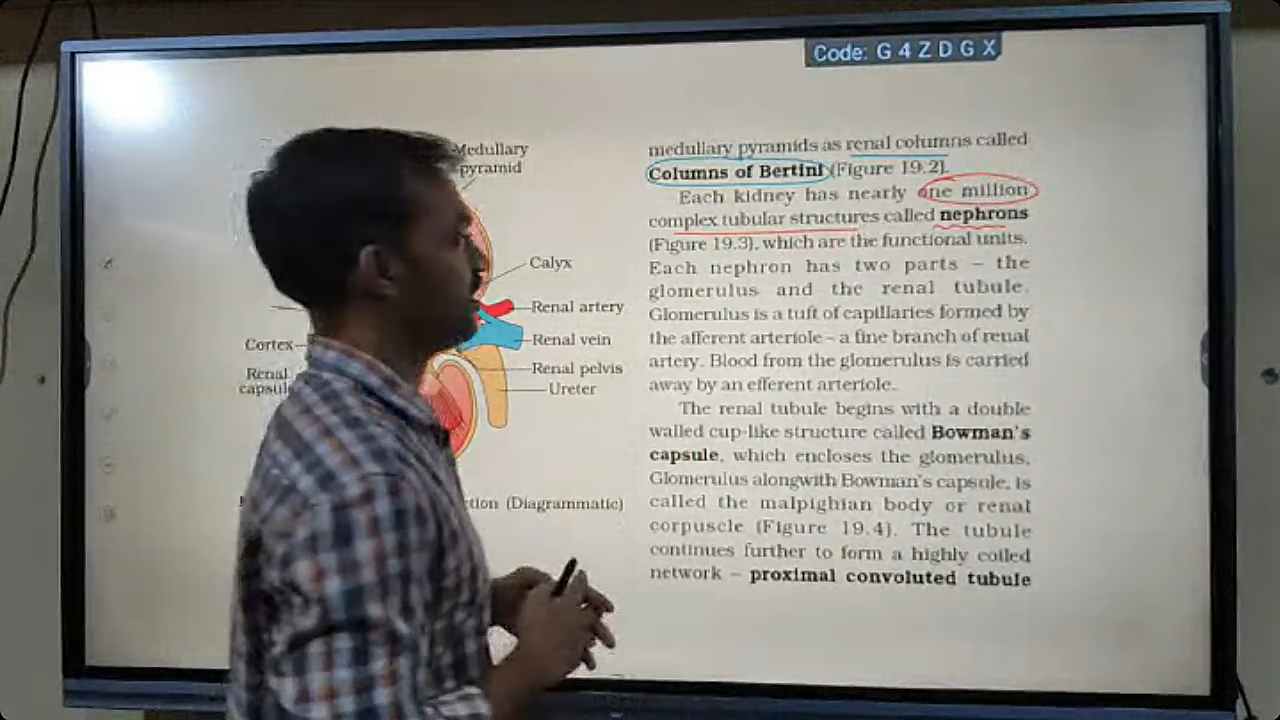 Code: G 4 Z D G X
Medullary
pyramid
Calyx
Renal artery
Renal vein
Renal pelvis
Ureter
Cortex
Renal
capsule
(Diagrammatic)
medullary pyramids as renal columns called
Columns of Bertini (Figure 19.2).
Each kidney has nearly one million
complex tubular structures called nephrons
(Figure 19.3), which are the functional units.
Each nephron has two parts – the
glomerulus and the renal tubule.
Glomerulus is a tuft of capillaries formed by
the afferent arteriole – a fine branch of renal
artery. Blood from the glomerulus is carried
away by an efferent arteriole.
The renal tubule begins with a double
walled cup-like structure called Bowman's
capsule, which encloses the glomerulus.
Glomerulus alongwith Bowman's capsule, is
called the malpighian body or renal
corpuscle (Figure 19.4). The tubule
continues further to form a highly coiled
network – proximal convoluted tubule